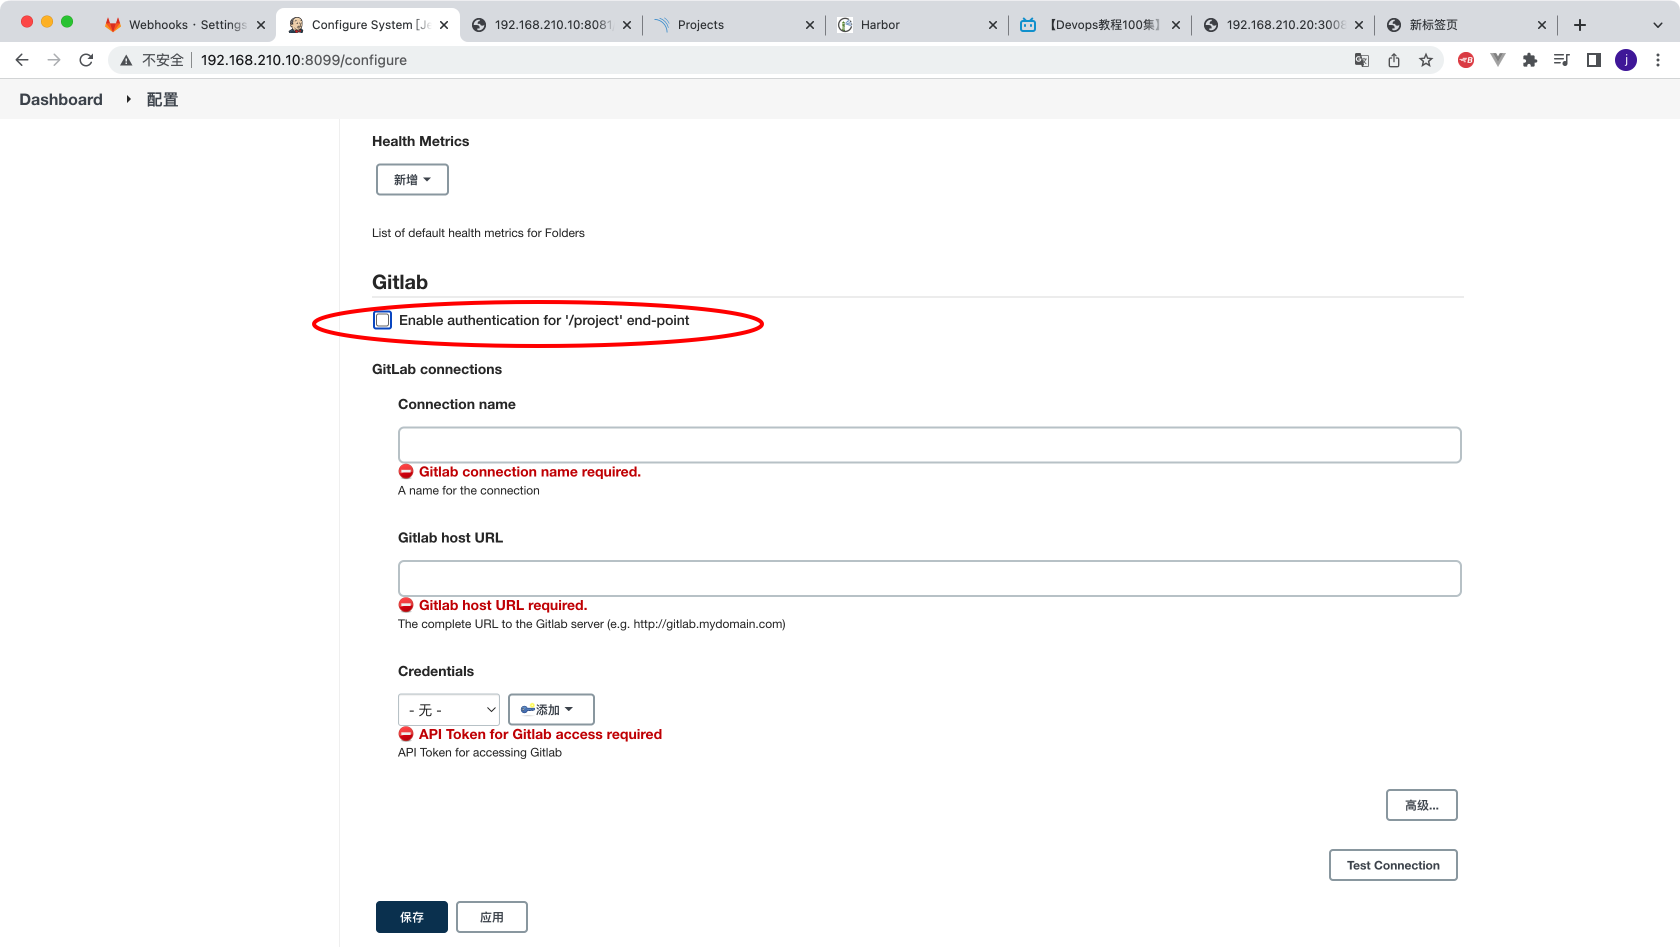 Webhooks · Settings
Configure System [Je
192.168.210.10:8081
Projects
Harbor
【Devops教程100集】
192.168.210.20:3008
新标签页
不安全
192.168.210.10:8099/configure
j
Dashboard
配置
Health Metrics
新增
List of default health metrics for Folders
Gitlab
Enable authentication for '/project' end-point
GitLab connections
Connection name
Gitlab connection name required.
A name for the connection
Gitlab host URL
Gitlab host URL required.
The complete URL to the Gitlab server (e.g. http://gitlab.mydomain.com)
Credentials
- 无 -
添加
API Token for Gitlab access required
API Token for accessing Gitlab
高级...
Test Connection
保存
应用